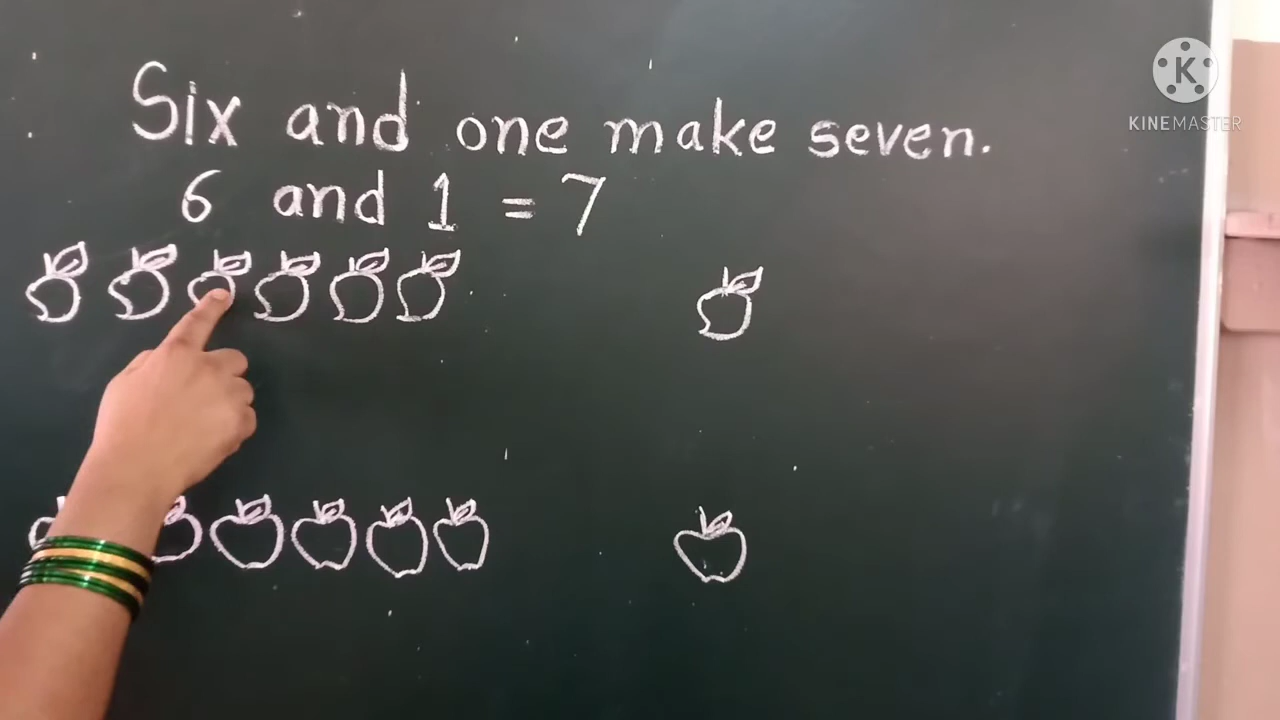 Six and one make seven.
6 and 1 = 7
K
KINEMASTER